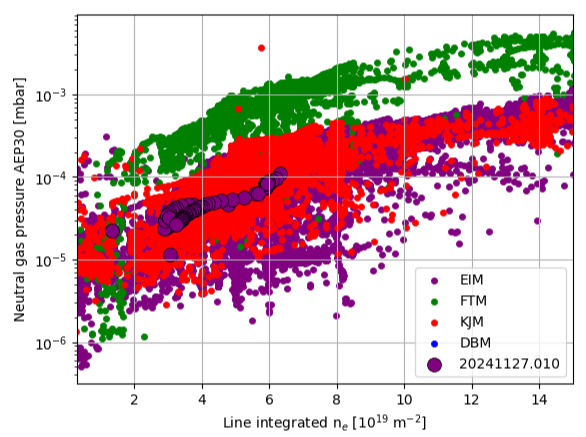 Neutral gas pressure AEP30 [mbar]
10⁻³
10⁻⁴
10⁻⁵
10⁻⁶
2 4 6 8 10 12 14
Line integrated nₑ [10¹⁹ m⁻²]
EIM
FTM
KJM
DBM
20241127.010